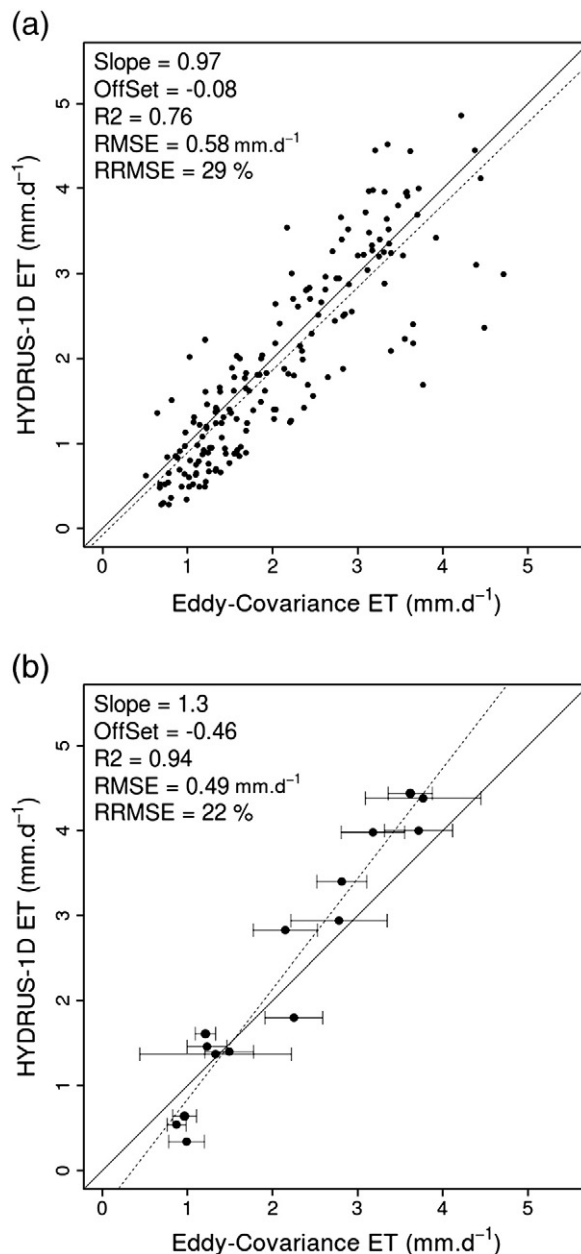 (a)
Slope = 0.97
OffSet = -0.08
R2 = 0.76
RMSE = 0.58 mm.d⁻¹
RRMSE = 29 %
HYDRUS-1D ET (mm.d⁻¹)
5
4
3
2
1
0
0 1 2 3 4 5
Eddy-Covariance ET (mm.d⁻¹)
(b)
Slope = 1.3
OffSet = -0.46
R2 = 0.94
RMSE = 0.49 mm.d⁻¹
RRMSE = 22 %
HYDRUS-1D ET (mm.d⁻¹)
5
4
3
2
1
0
0 1 2 3 4 5
Eddy-Covariance ET (mm.d⁻¹)